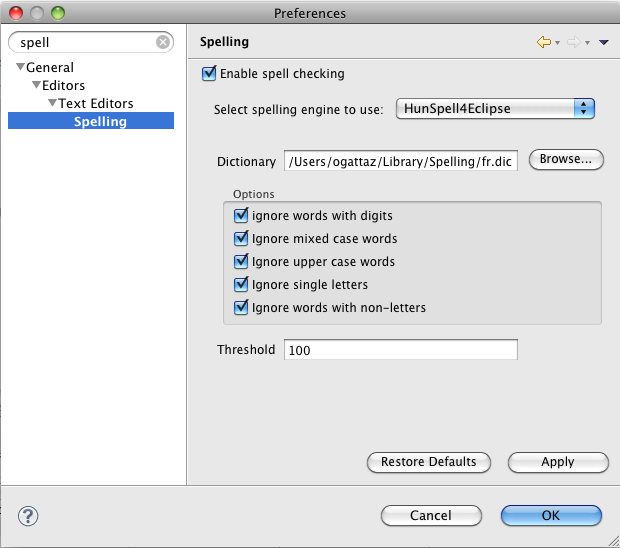 Preferences
spell
Spelling
General
Editors
Text Editors
Spelling
Enable spell checking
Select spelling engine to use: HunSpell4Eclipse
Dictionary /Users/ogattaz/Library/Spelling/fr.dic Browse...
Options
ignore words with digits
Ignore mixed case words
Ignore upper case words
Ignore single letters
Ignore words with non-letters
Threshold 100
Restore Defaults Apply
? Cancel OK